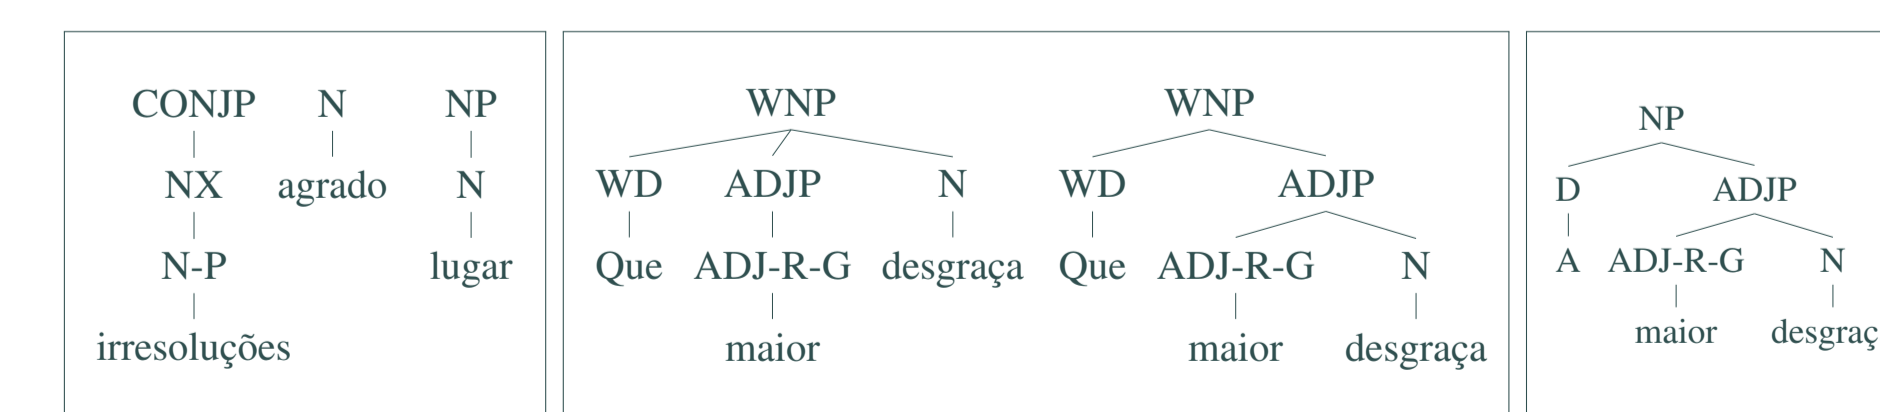 CONJP N NP
NX agrado N
N-P lugar
irresoluções
WNP WNP
WD ADJP N WD ADJP
Que ADJ-R-G desgraça Que ADJ-R-G N
maior maior desgraça
NP
D ADJP
A ADJ-R-G N
maior desgraç